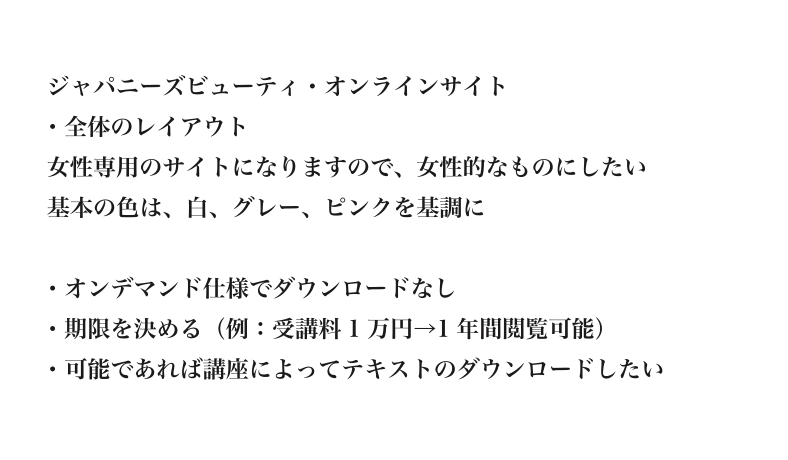 ジャパニーズビューティ・オンラインサイト
・全体のレイアウト
女性専用のサイトになりますので、女性的なものにしたい
基本の色は、白、グレー、ピンクを基調に
・オンデマンド仕様でダウンロードなし
・期限を決める（例：受講料 1 万円→1 年間閲覧可能）
・可能であれば講座によってテキストのダウンロードしたい